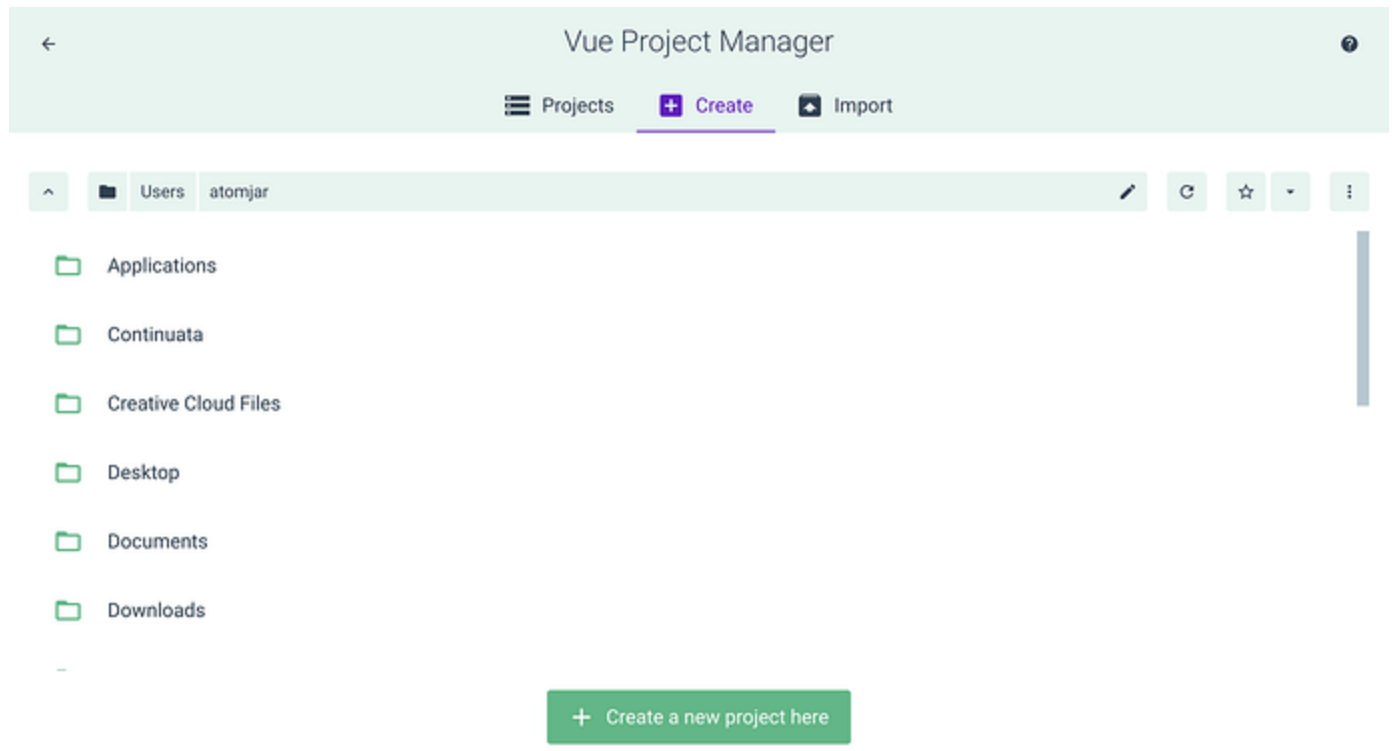 Vue Project Manager
Projects Create Import
Users atomjar
Applications
Continuata
Creative Cloud Files
Desktop
Documents
Downloads
Create a new project here